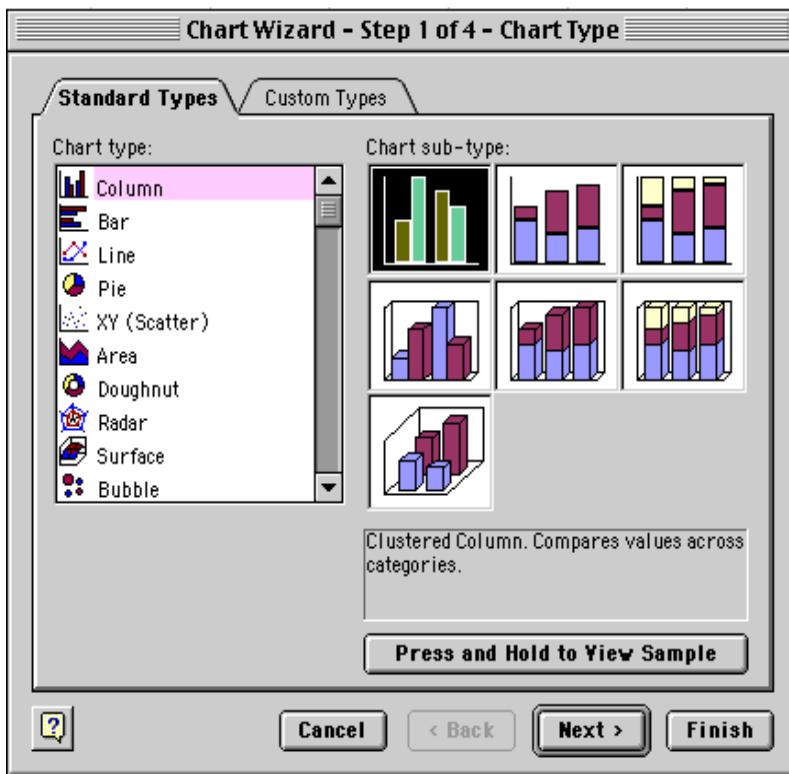 Chart Wizard - Step 1 of 4 - Chart Type
Standard Types
Custom Types
Chart type:
Column
Bar
Line
Pie
XY (Scatter)
Area
Doughnut
Radar
Surface
Bubble
Chart sub-type:
Clustered Column. Compares values across
categories.
Press and Hold to View Sample
?
Cancel
< Back
Next >
Finish